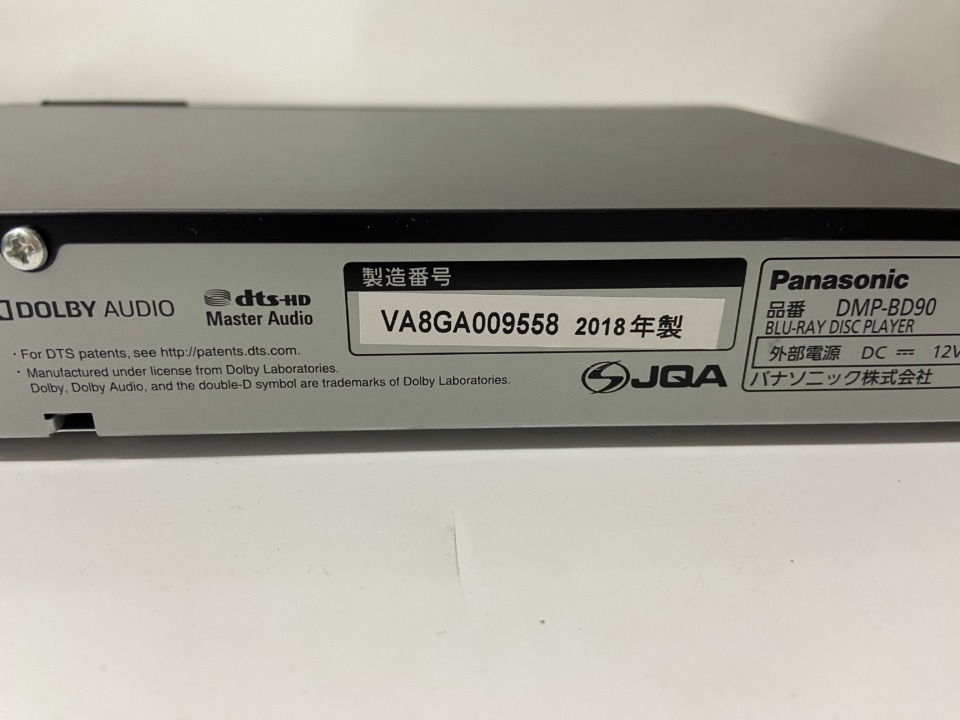 DOLBY AUDIO
dts-HD
Master Audio
・For DTS patents, see http://patents.dts.com.
・Manufactured under license from Dolby Laboratories.
Dolby, Dolby Audio, and the double-D symbol are trademarks of Dolby Laboratories.
製造番号
VA8GA009558 2018年製
JQA
Panasonic
品番 DMP-BD90
BLU-RAY DISC PLAYER
外部電源 DC ⎓ 12V
パナソニック株式会社